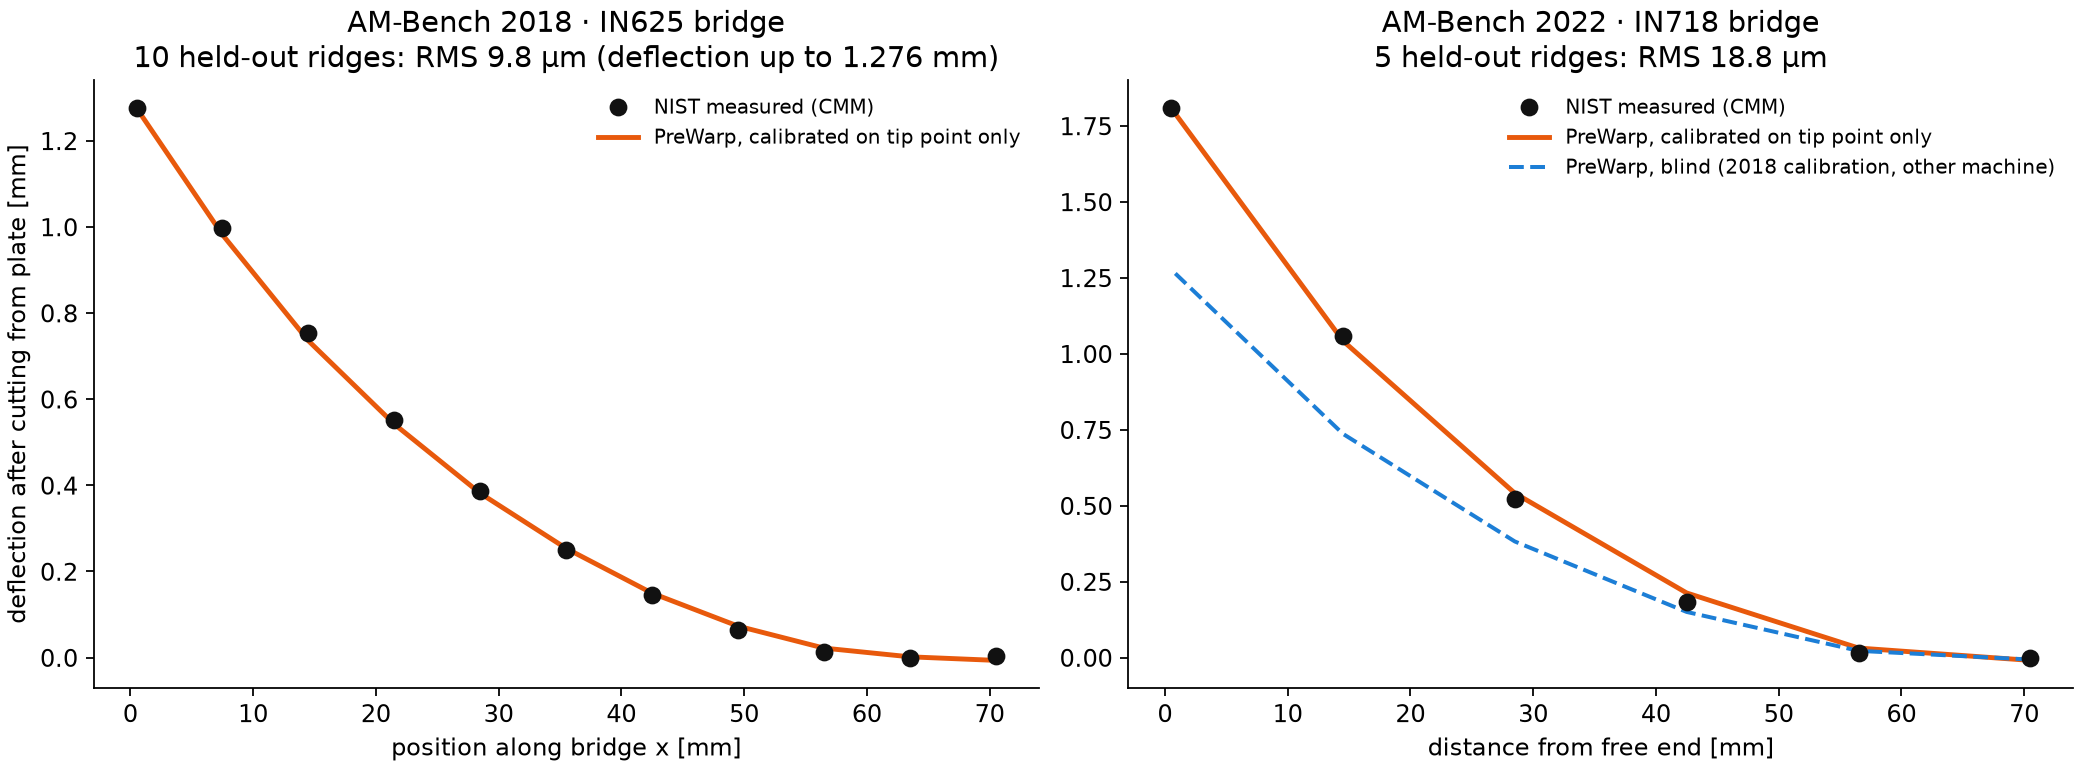 AM-Bench 2018 · IN625 bridge
10 held-out ridges: RMS 9.8 µm (deflection up to 1.276 mm)
NIST measured (CMM)
PreWarp, calibrated on tip point only
deflection after cutting from plate [mm]
1.2
1.0
0.8
0.6
0.4
0.2
0.0
0 10 20 30 40 50 60 70
position along bridge x [mm]
AM-Bench 2022 · IN718 bridge
5 held-out ridges: RMS 18.8 µm
NIST measured (CMM)
PreWarp, calibrated on tip point only
PreWarp, blind (2018 calibration, other machine)
1.75
1.50
1.25
1.00
0.75
0.50
0.25
0.00
0 10 20 30 40 50 60 70
distance from free end [mm]